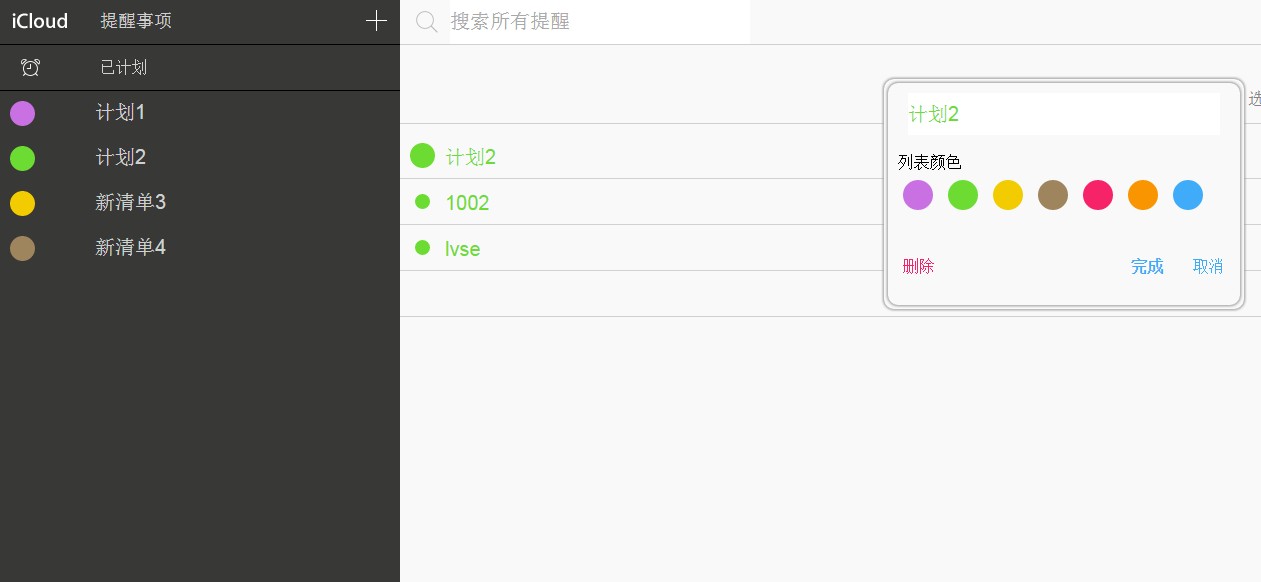 iCloud 提醒事项
已计划
计划1
计划2
新清单3
新清单4
搜索所有提醒
选
计划2
1002
lvse
计划2
列表颜色
删除 完成 取消